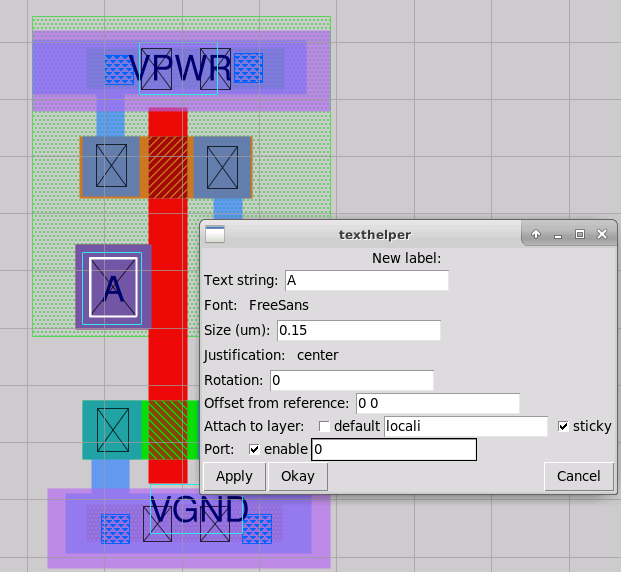 VPWR
A
VGND
texthelper
New label:
Text string: A
Font: FreeSans
Size (um): 0.15
Justification: center
Rotation: 0
Offset from reference: 0 0
Attach to layer: default locali sticky
Port: enable 0
Apply Okay Cancel